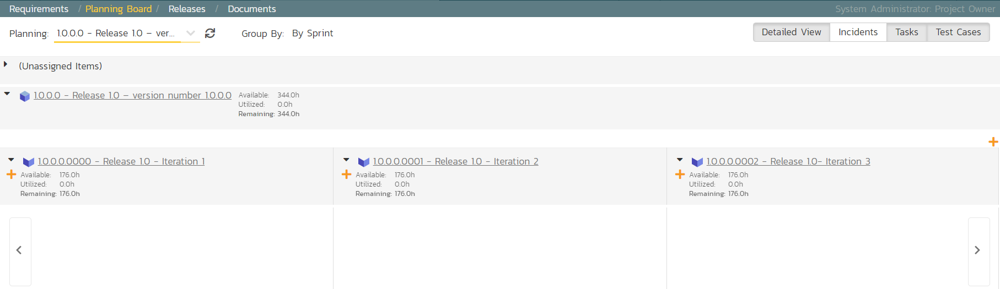 Requirements / Planning Board / Releases / Documents System Administrator: Project Owner
Planning: 1.0.0.0 - Release 1.0 – ver... Group By: By Sprint Detailed View Incidents Tasks Test Cases
(Unassigned Items)
1.0.0.0 - Release 1.0 – version number 1.0.0.0 Available: 344.0h
Utilized: 0.0h
Remaining: 344.0h
1.0.0.0.0000 - Release 1.0 - Iteration 1
Available: 176.0h
Utilized: 0.0h
Remaining: 176.0h
1.0.0.0.0001 - Release 1.0 - Iteration 2
Available: 176.0h
Utilized: 0.0h
Remaining: 176.0h
1.0.0.0.0002 - Release 1.0- Iteration 3
Available: 176.0h
Utilized: 0.0h
Remaining: 176.0h